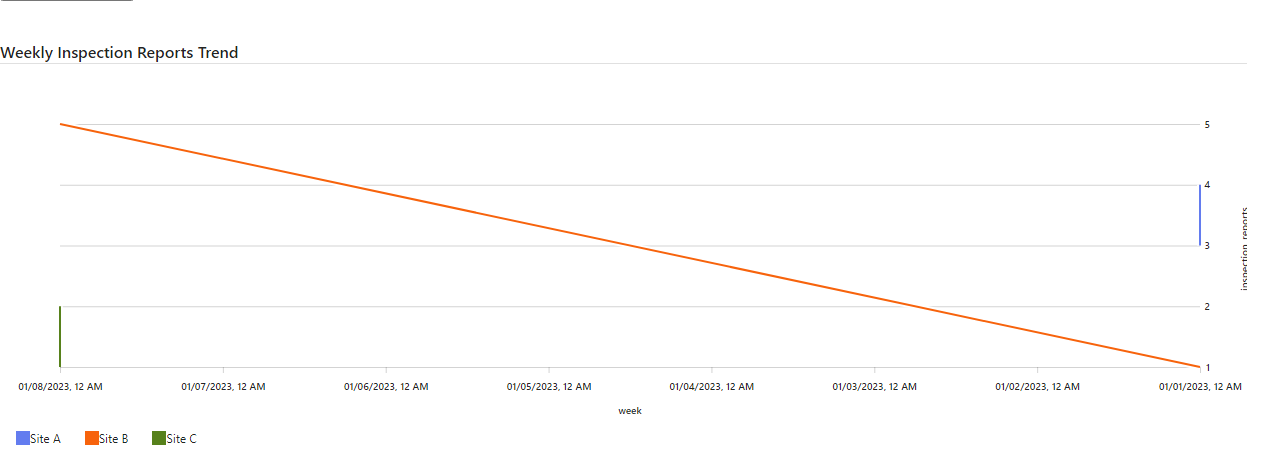 Weekly Inspection Reports Trend
5
4
3
2
1
inspection_reports
01/08/2023, 12 AM 01/07/2023, 12 AM 01/06/2023, 12 AM 01/05/2023, 12 AM 01/04/2023, 12 AM 01/03/2023, 12 AM 01/02/2023, 12 AM 01/01/2023, 12 AM
week
Site A Site B Site C